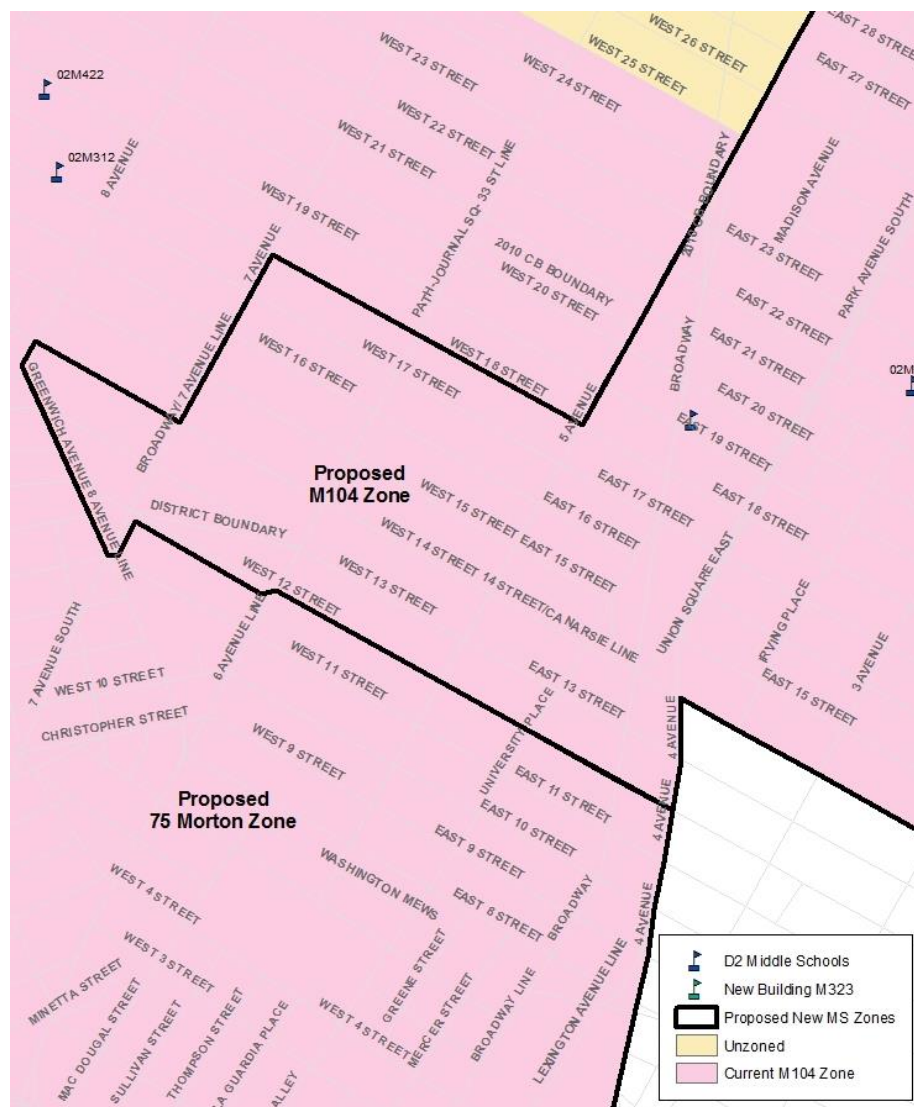 EAST 28 STREET
WEST 26 STREET
WEST 23 STREET
WEST 25 STREET
WEST 24 STREET
EAST 27 STREET
02M422
WEST 22 STREET
WEST 21 STREET
8 AVENUE
02M312
PATH-JOURNAL SQ- 33 ST LINE
2010 CB BOUNDARY
MADISON AVENUE
WEST 19 STREET
EAST 23 STREET
PARK AVENUE SOUTH
7 AVENUE
2010 CB BOUNDARY
WEST 20 STREET
EAST 22 STREET
BROADWAY/ 7 AVENUE LINE
WEST 16 STREET
WEST 17 STREET
WEST 18 STREET
BROADWAY
EAST 21 STREET
02M
GREENWICH AVENUE
8 AVENUE LINE
5 AVENUE
EAST 20 STREET
EAST 19 STREET
Proposed
M104 Zone
WEST 15 STREET
EAST 15 STREET
EAST 16 STREET
EAST 17 STREET
EAST 18 STREET
DISTRICT BOUNDARY
WEST 14 STREET
14 STREET/CANARSIE LINE
WEST 12 STREET
WEST 13 STREET
UNION SQUARE EAST
IRVING PLACE
3 AVENUE
7 AVENUE SOUTH
6 AVENUE LINE
WEST 11 STREET
WEST 10 STREET
EAST 13 STREET
EAST 15 STREET
CHRISTOPHER STREET
WEST 9 STREET
UNIVERSITY PLACE
4 AVENUE
EAST 11 STREET
Proposed
75 Morton Zone
EAST 10 STREET
4 AVENUE
EAST 9 STREET
WASHINGTON MEWS
WEST 4 STREET
EAST 8 STREET
BROADWAY
4 AVENUE
WEST 3 STREET
MINETTA STREET
GREENE STREET
MAC DOUGAL STREET
SULLIVAN STREET
THOMPSON STREET
LA GUARDIA PLACE
WEST 4 STREET
MERCER STREET
BROADWAY LINE
LEXINGTON AVENUE LINE
ALLEY
D2 Middle Schools
New Building M323
Proposed New MS Zones
Unzoned
Current M104 Zone